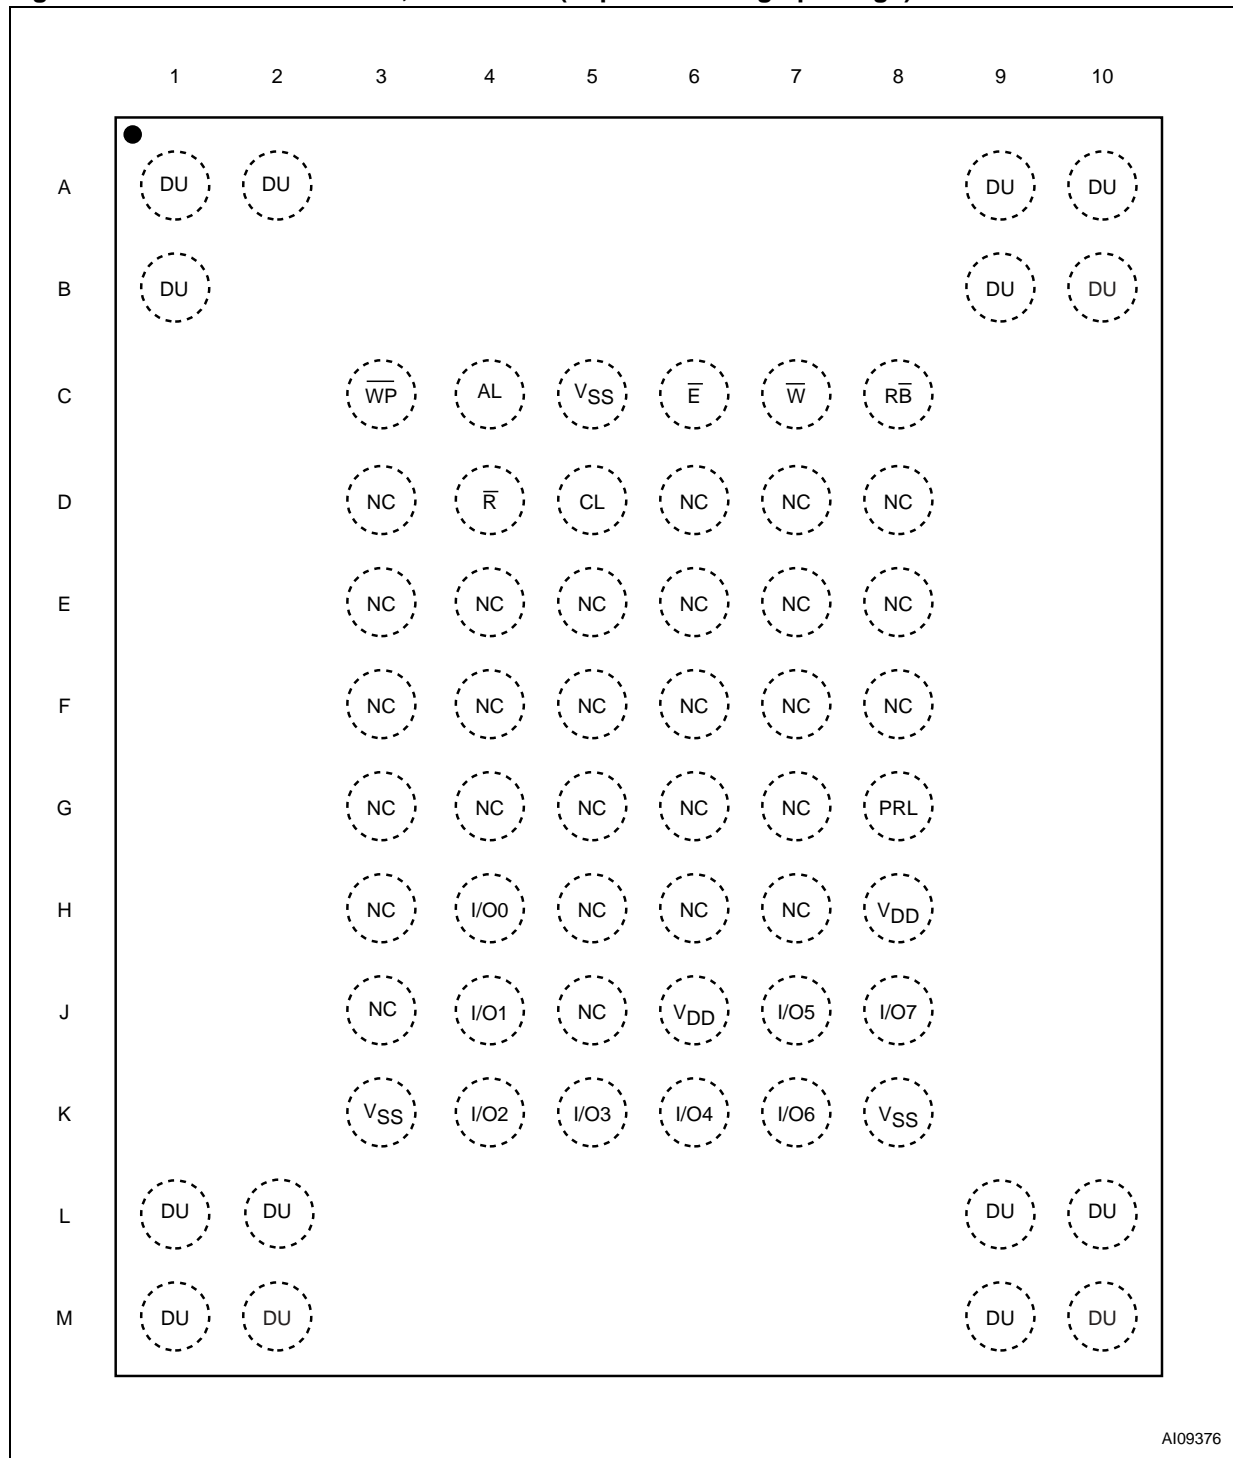 1 2 3 4 5 6 7 8 9 10
A DU DU DU DU
B DU DU DU
C W̅P̅ AL VSS E̅ W̅ RB̅
D NC R̅ CL NC NC NC
E NC NC NC NC NC NC
F NC NC NC NC NC NC
G NC NC NC NC NC PRL
H NC I/O0 NC NC NC VDD
J NC I/O1 NC VDD I/O5 I/O7
K VSS I/O2 I/O3 I/O4 I/O6 VSS
L DU DU DU DU
M DU DU DU DU
AI09376